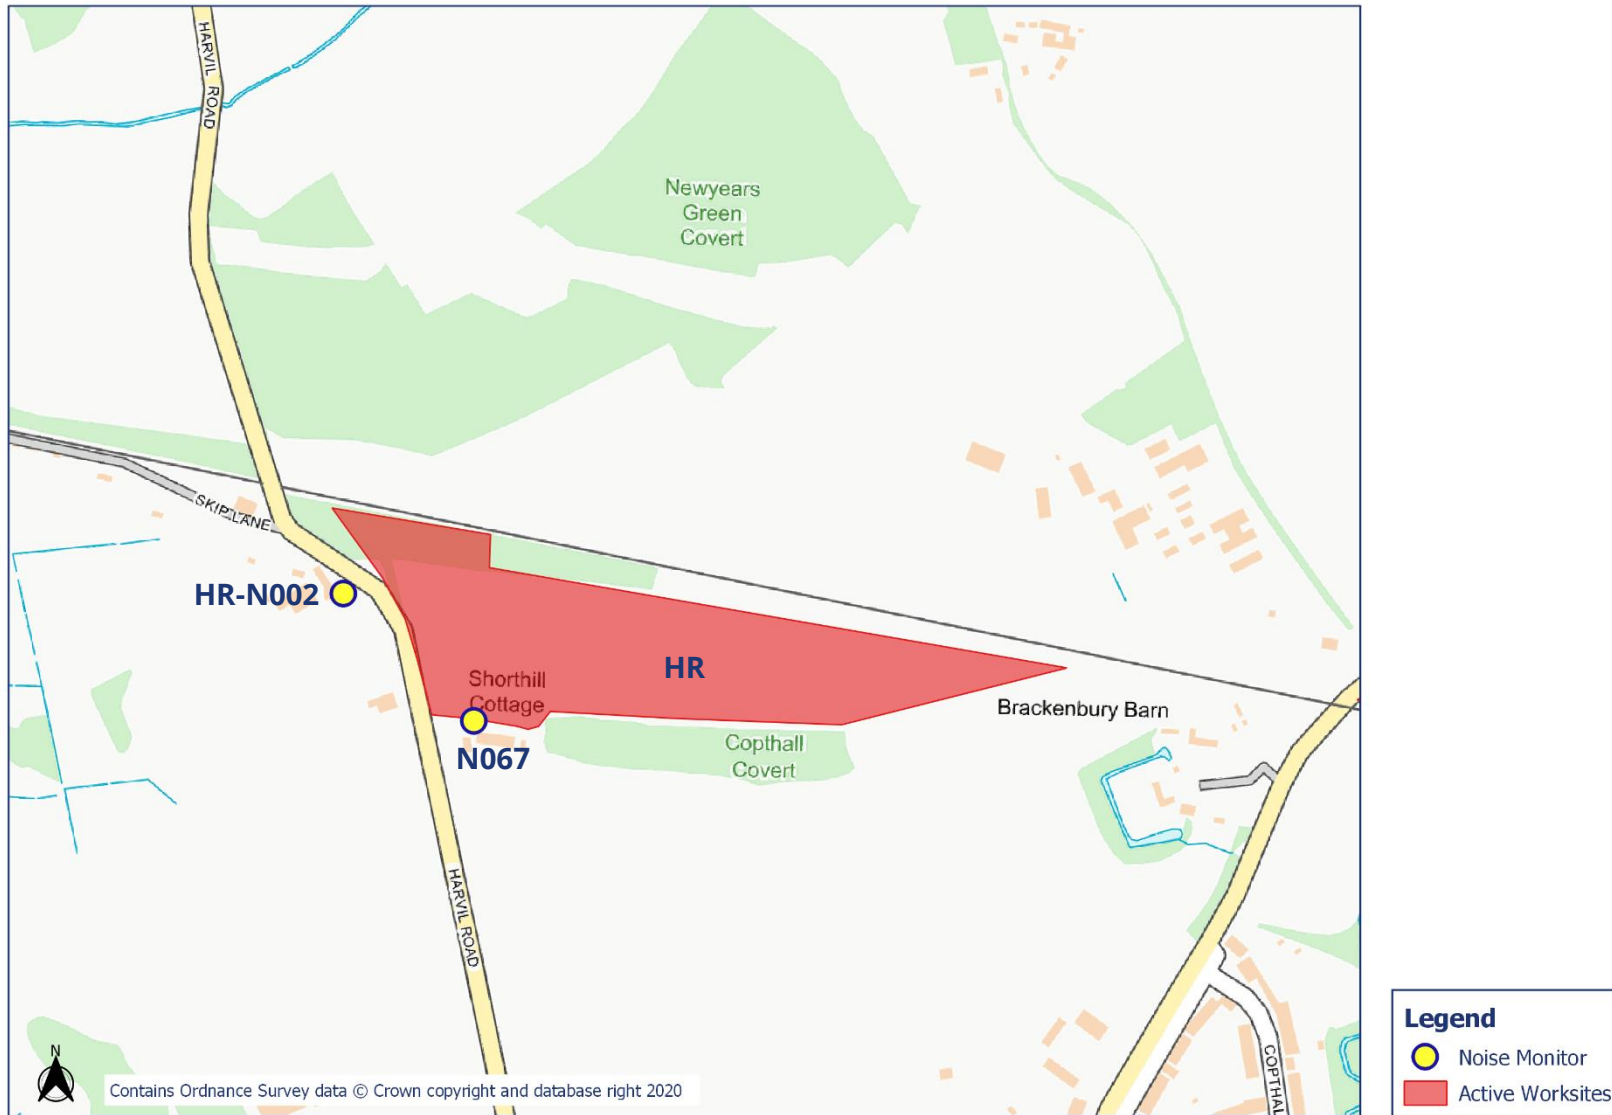 HARVIL ROAD
Newyears
Green
Covert
SKIP LANE
HR-N002
HR
Shorthill
Cottage
N067
Brackenbury Barn
Copthall
Covert
HARVIL ROAD
COPTHAL
N
Contains Ordnance Survey data © Crown copyright and database right 2020
Legend
Noise Monitor
Active Worksites